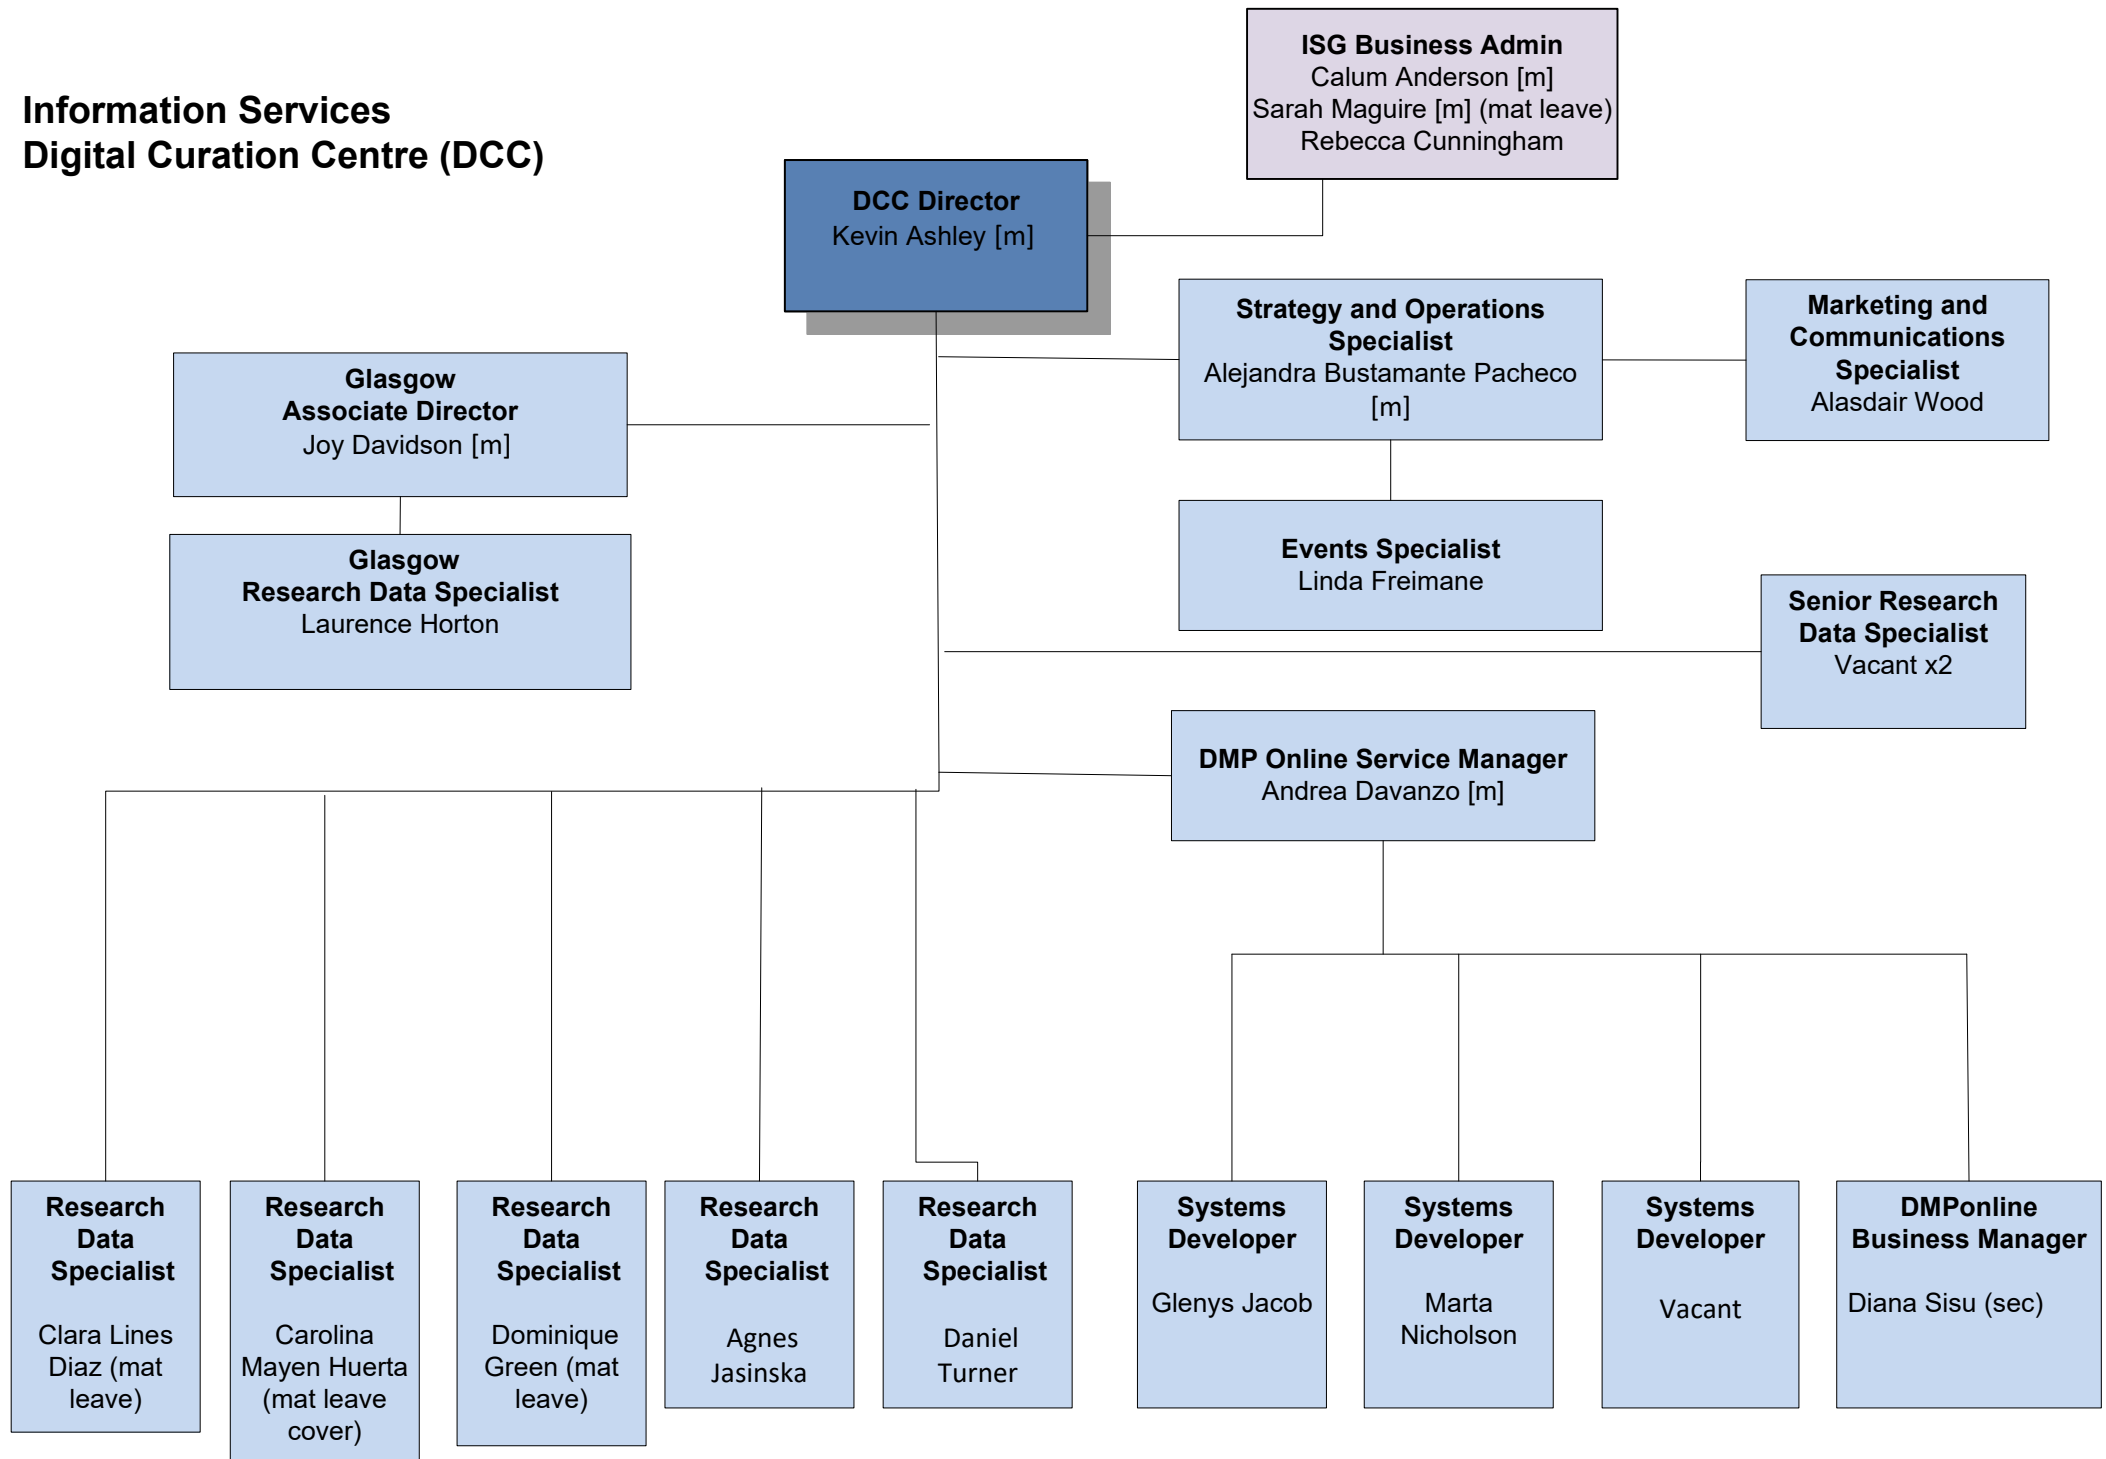 Information Services
Digital Curation Centre (DCC)
ISG Business Admin
Calum Anderson [m]
Sarah Maguire [m] (mat leave)
Rebecca Cunningham
DCC Director
Kevin Ashley [m]
Strategy and Operations
Specialist
Alejandra Bustamante Pacheco
[m]
Marketing and
Communications
Specialist
Alasdair Wood
Glasgow
Associate Director
Joy Davidson [m]
Glasgow
Research Data Specialist
Laurence Horton
Events Specialist
Linda Freimane
Senior Research
Data Specialist
Vacant x2
DMP Online Service Manager
Andrea Davanzo [m]
Research
Data
Specialist
Clara Lines
Diaz (mat
leave)
Research
Data
Specialist
Carolina
Mayen Huerta
(mat leave
cover)
Research
Data
Specialist
Dominique
Green (mat
leave)
Research
Data
Specialist
Agnes
Jasinska
Research
Data
Specialist
Daniel
Turner
Systems
Developer
Glenys Jacob
Systems
Developer
Marta
Nicholson
Systems
Developer
Vacant
DMPonline
Business Manager
Diana Sisu (sec)